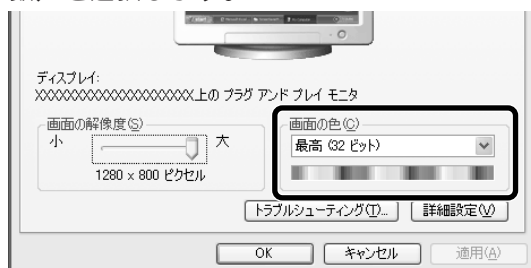 ディスプレイ:
XXXXXXXXXXXXXXXXXXXX上の プラグ アンド プレイ モニタ
画面の解像度(S)
小 大
1280 x 800 ピクセル
画面の色(C)
最高 (32 ビット)
トラブルシューティング(T)... 詳細設定(V)
OK キャンセル 適用(A)